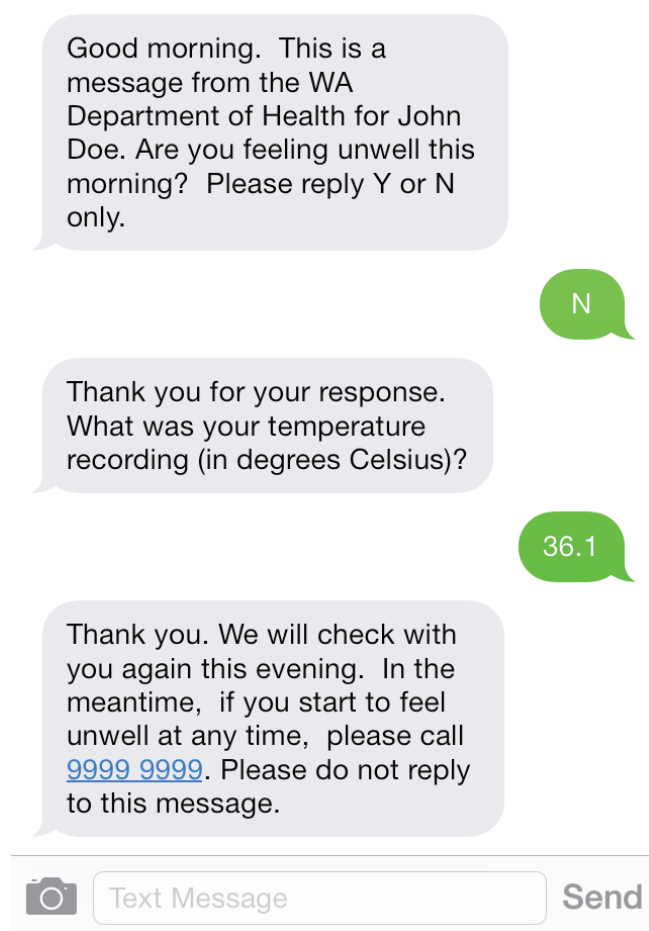 Good morning.  This is a
message from the WA
Department of Health for John
Doe. Are you feeling unwell this
morning?  Please reply Y or N
only.
N
Thank you for your response.
What was your temperature
recording (in degrees Celsius)?
36.1
Thank you. We will check with
you again this evening.  In the
meantime,  if you start to feel
unwell at any time,  please call
9999 9999. Please do not reply
to this message.
Text Message
Send